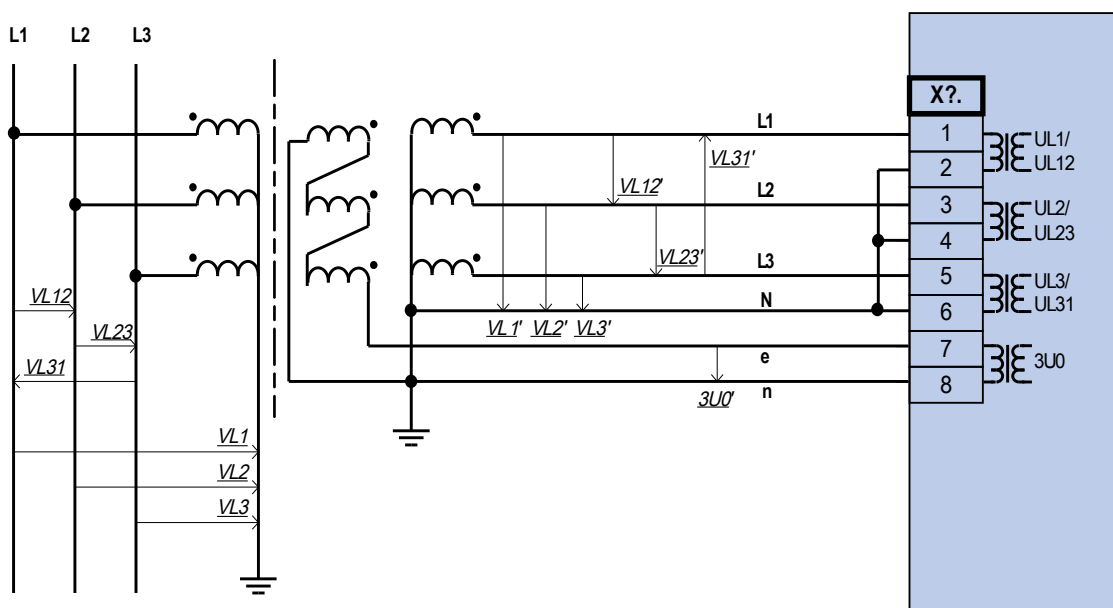 L1 L2 L3
X?.
L1
1
UL1/
VL31'
2
UL12
VL12'
L2
3
UL2/
4
UL23
VL23'
L3
5
UL3/
VL12
N
6
UL31
VL23
VL1' VL2' VL3'
7
e
VL31
3U0
n
8
3U0'
VL1
VL2
VL3